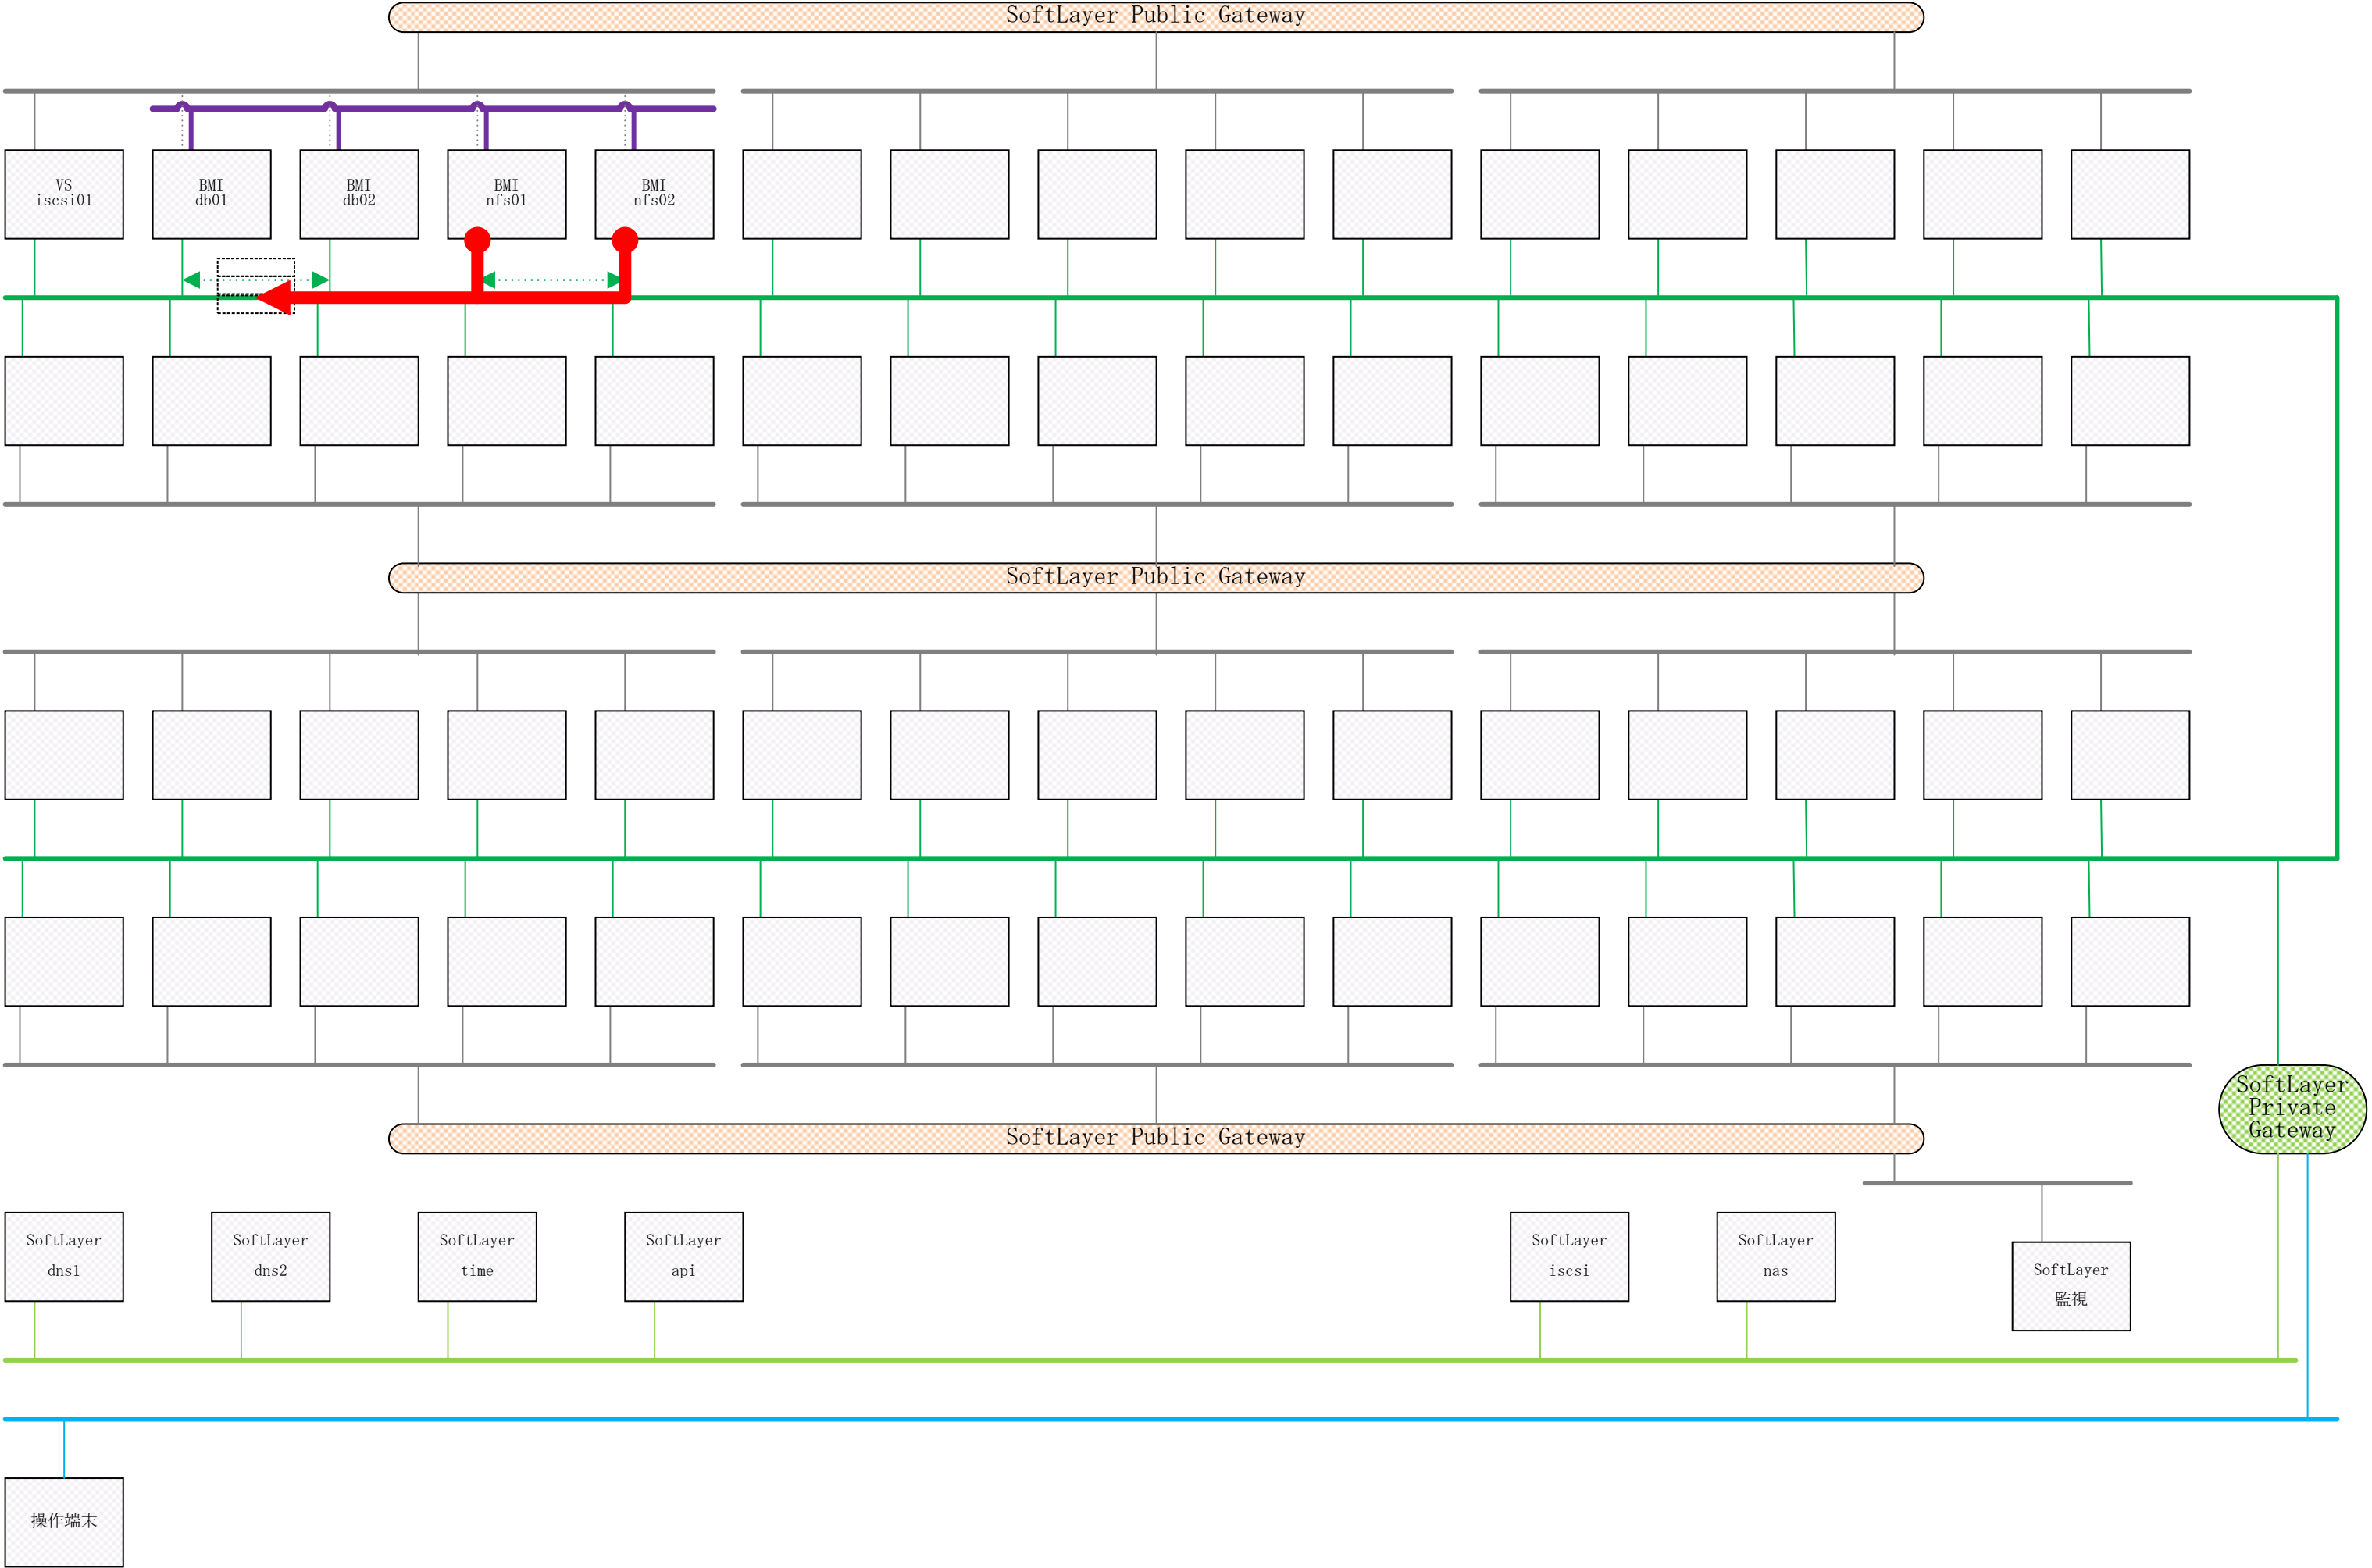 SoftLayer Public Gateway
VS
iscsi01
BMI
db01
BMI
db02
BMI
nfs01
BMI
nfs02
SoftLayer Public Gateway
SoftLayer Public Gateway
SoftLayer
Private
Gateway
SoftLayer
dns1
SoftLayer
dns2
SoftLayer
time
SoftLayer
api
SoftLayer
iscsi
SoftLayer
nas
SoftLayer
監視
操作端末